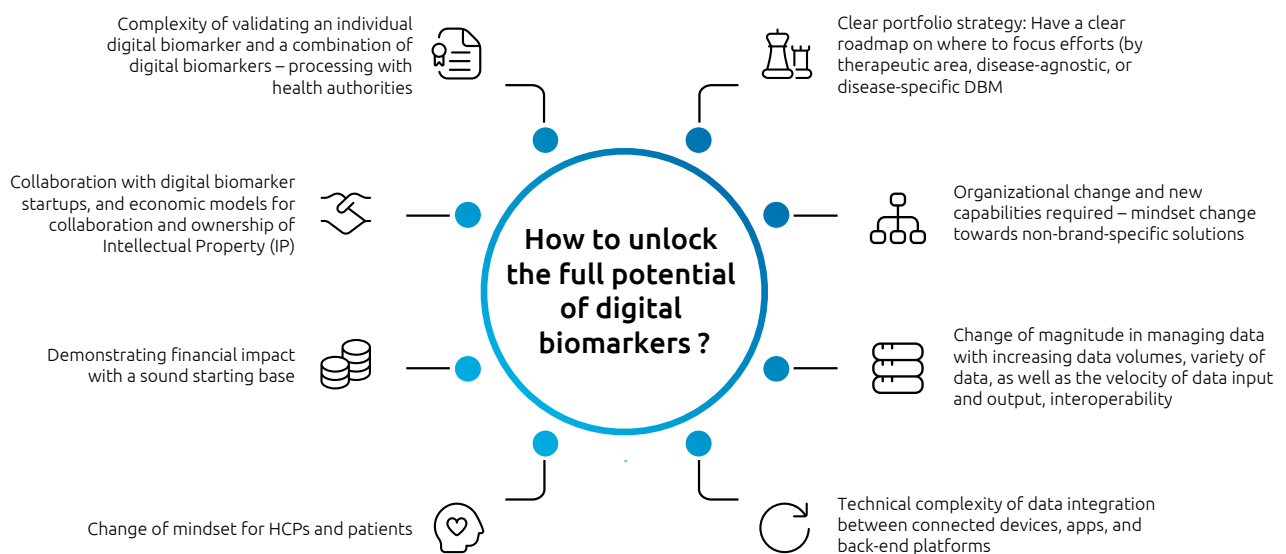 Complexity of validating an individual
digital biomarker and a combination of
digital biomarkers – processing with
health authorities
Clear portfolio strategy: Have a clear
roadmap on where to focus efforts (by
therapeutic area, disease-agnostic, or
disease-specific DBM
Collaboration with digital biomarker
startups, and economic models for
collaboration and ownership of
Intellectual Property (IP)
How to unlock
the full potential
of digital
biomarkers ?
Organizational change and new
capabilities required – mindset change
towards non-brand-specific solutions
Demonstrating financial impact
with a sound starting base
Change of magnitude in managing data
with increasing data volumes, variety of
data, as well as the velocity of data input
and output, interoperability
Change of mindset for HCPs and patients
Technical complexity of data integration
between connected devices, apps, and
back-end platforms